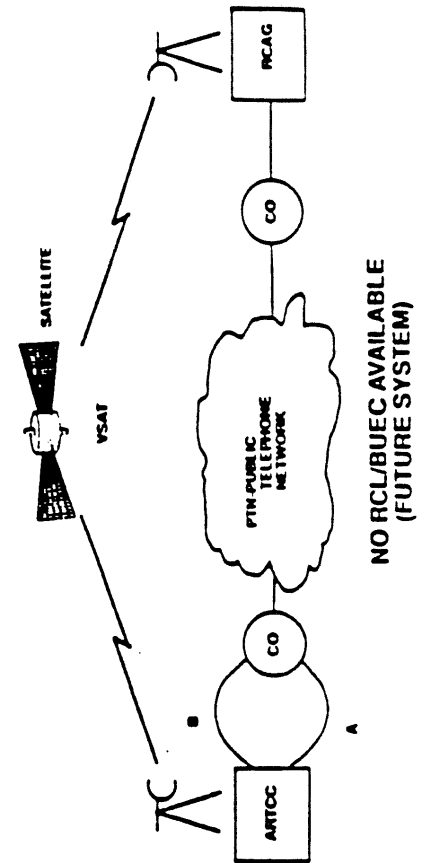 SATELLITE
VSAT
RCAG
CO
PTN-PUBLIC
TELEPHONE
NETWORK
CO
B
A
ARTCC
NO RCL/BUEC AVAILABLE
(FUTURE SYSTEM)